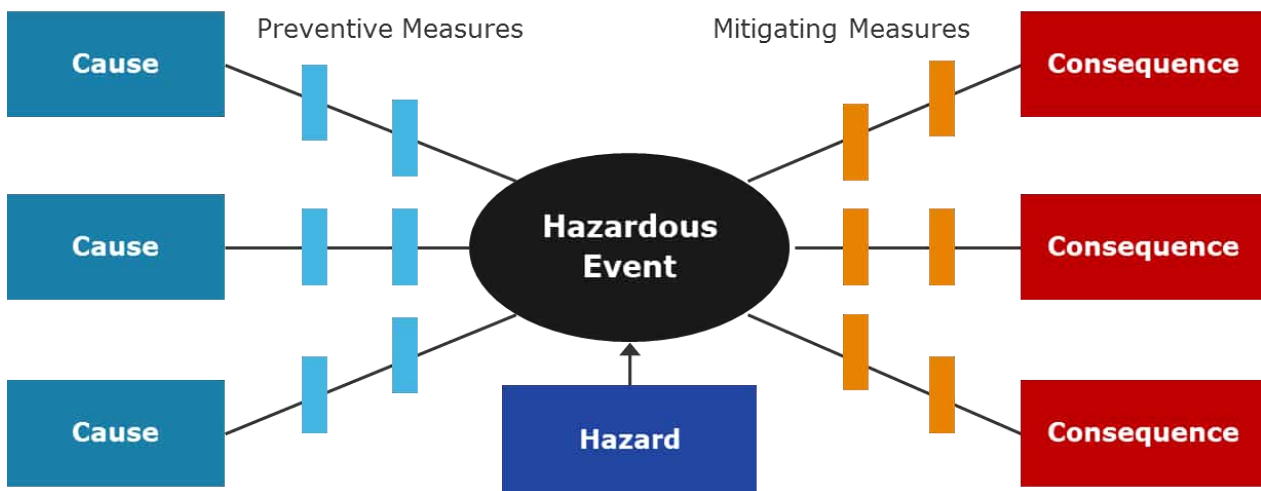 Preventive Measures
Mitigating Measures
Cause
Consequence
Cause
Hazardous
Event
Consequence
Cause
Hazard
Consequence